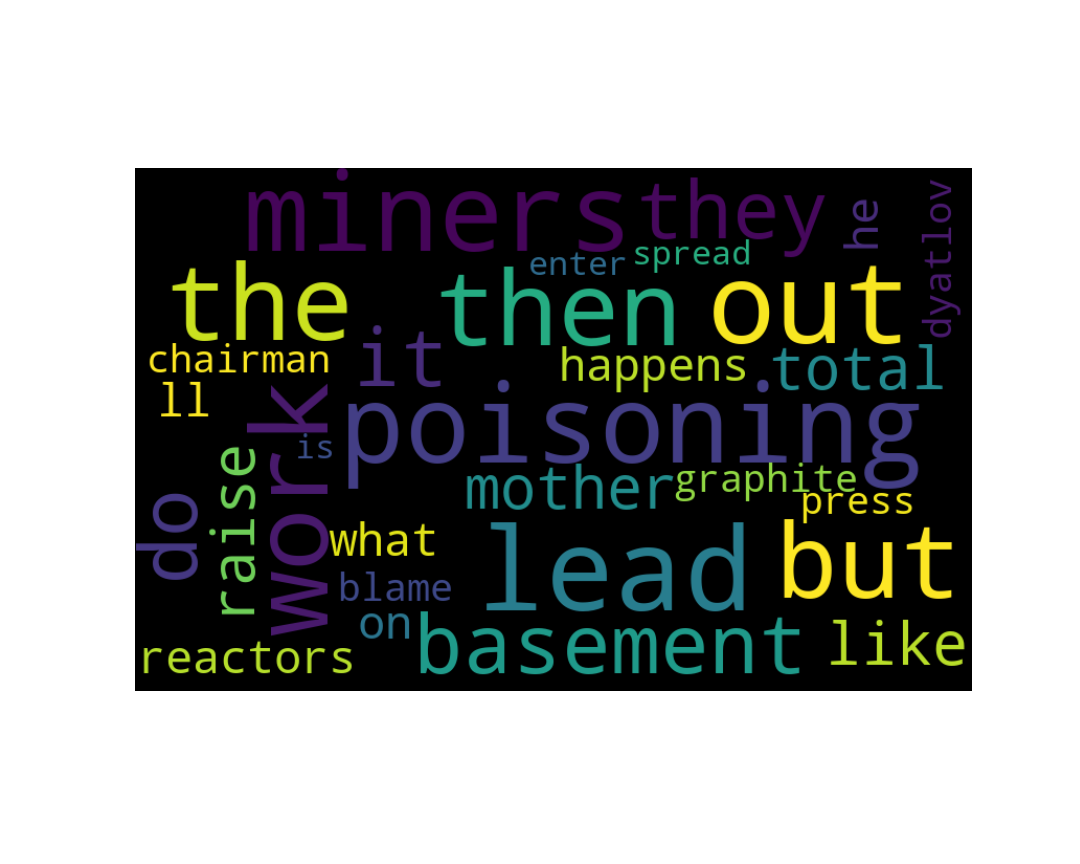 miners
they
he
dyatlov
enter
spread
the
then
out
it
chairman
happens
total
ll
work
is
poisoning
raise
mother
graphite
press
do
what
lead
but
blame
on
basement
like
reactors